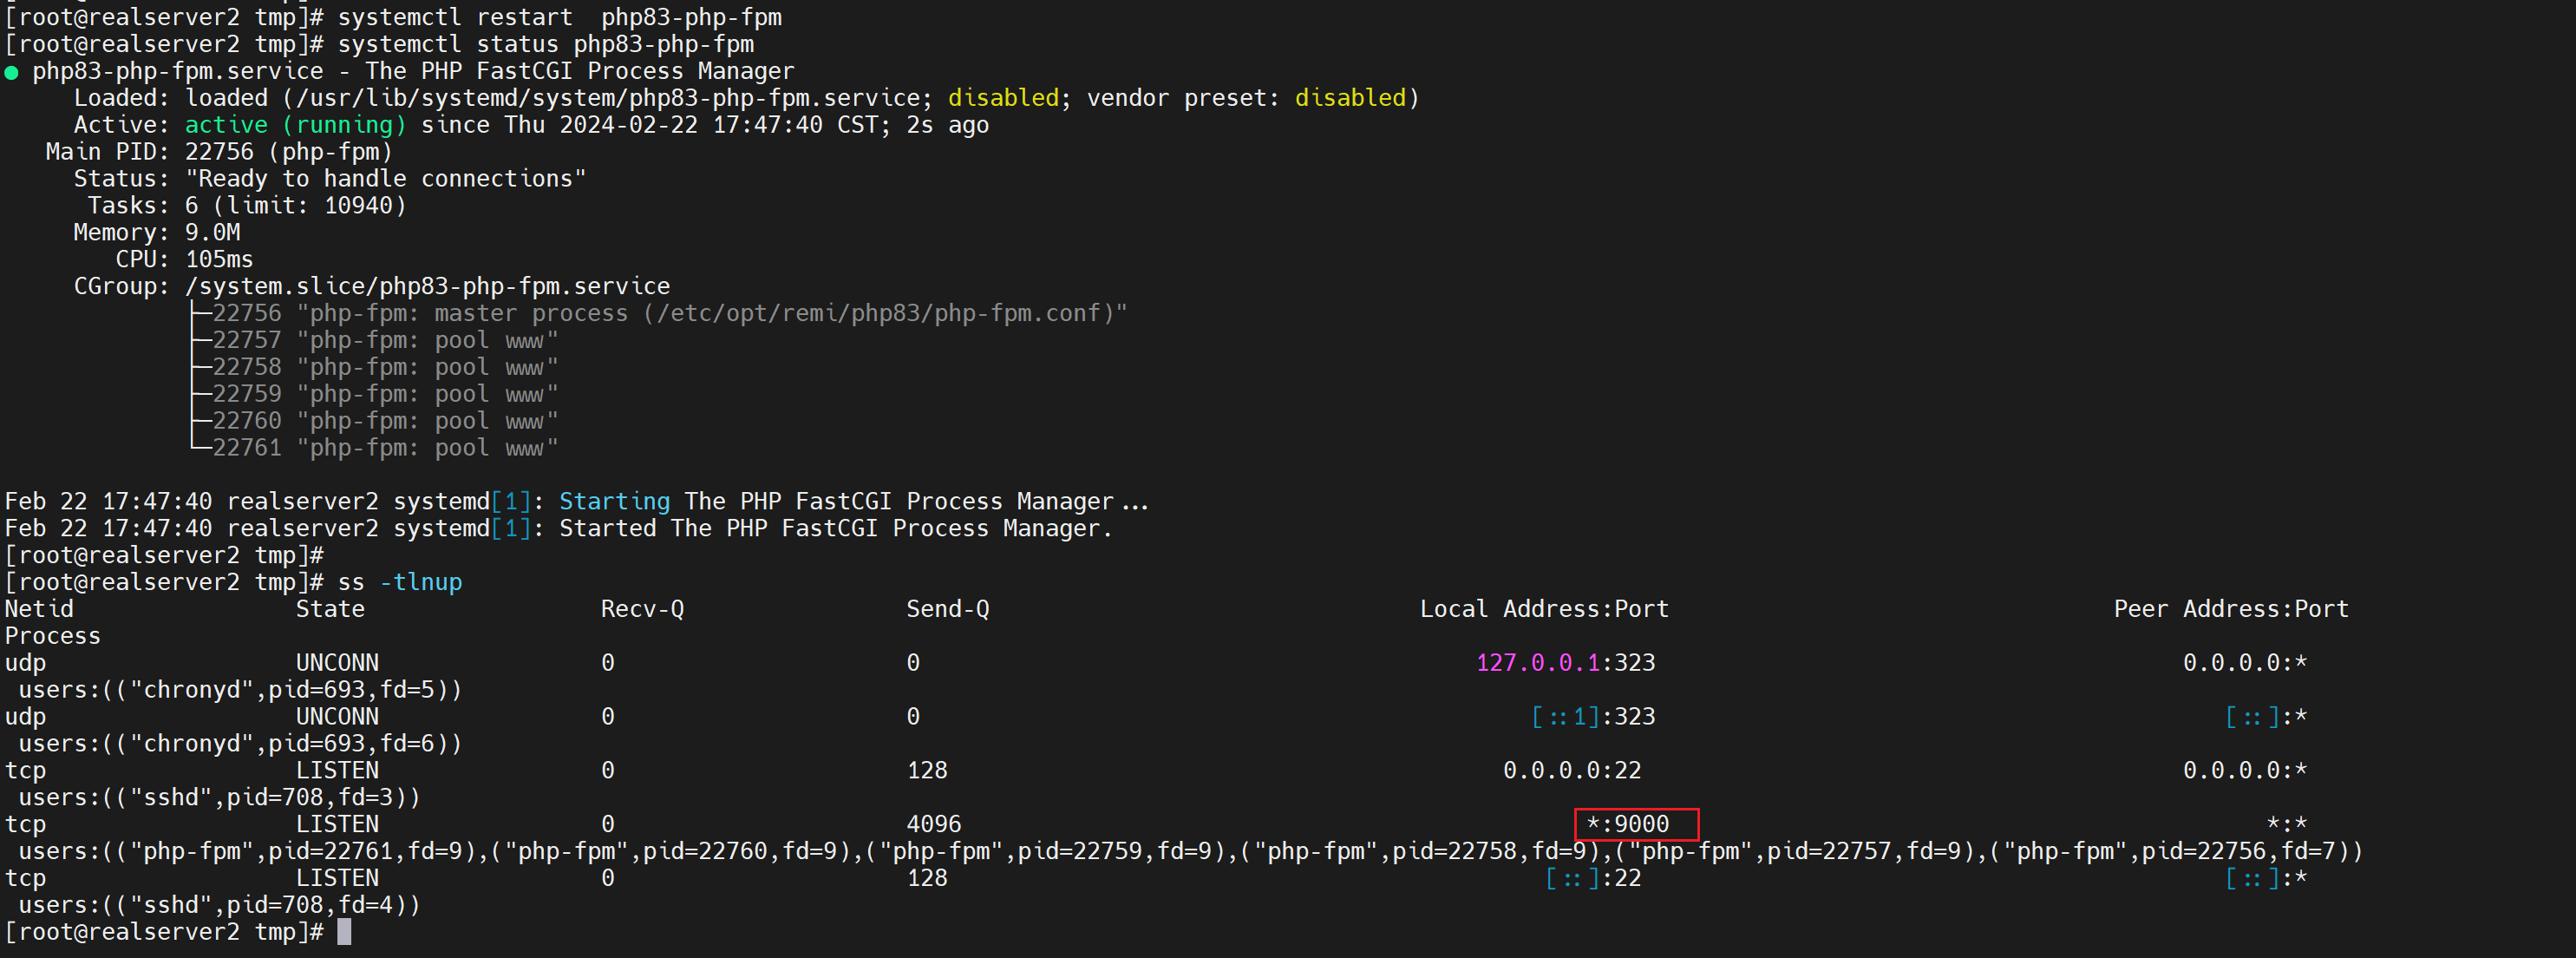 [root@realserver2 tmp]# systemctl restart  php83-php-fpm
[root@realserver2 tmp]# systemctl status php83-php-fpm
● php83-php-fpm.service - The PHP FastCGI Process Manager
     Loaded: loaded (/usr/lib/systemd/system/php83-php-fpm.service; disabled; vendor preset: disabled)
     Active: active (running) since Thu 2024-02-22 17:47:40 CST; 2s ago
   Main PID: 22756 (php-fpm)
     Status: "Ready to handle connections"
      Tasks: 6 (limit: 10940)
     Memory: 9.0M
        CPU: 105ms
     CGroup: /system.slice/php83-php-fpm.service
             ├─22756 "php-fpm: master process (/etc/opt/remi/php83/php-fpm.conf)"
             ├─22757 "php-fpm: pool www"
             ├─22758 "php-fpm: pool www"
             ├─22759 "php-fpm: pool www"
             ├─22760 "php-fpm: pool www"
             └─22761 "php-fpm: pool www"
Feb 22 17:47:40 realserver2 systemd[1]: Starting The PHP FastCGI Process Manager...
Feb 22 17:47:40 realserver2 systemd[1]: Started The PHP FastCGI Process Manager.
[root@realserver2 tmp]#
[root@realserver2 tmp]# ss -tlnup
Netid State Recv-Q Send-Q Local Address:Port Peer Address:Port
Process
udp UNCONN 0 0 127.0.0.1:323 0.0.0.0:*
 users:(("chronyd",pid=693,fd=5))
udp UNCONN 0 0 [::1]:323 [::]:*
 users:(("chronyd",pid=693,fd=6))
tcp LISTEN 0 128 0.0.0.0:22 0.0.0.0:*
 users:(("sshd",pid=708,fd=3))
tcp LISTEN 0 4096 *:9000 *:*
 users:(("php-fpm",pid=22761,fd=9),("php-fpm",pid=22760,fd=9),("php-fpm",pid=22759,fd=9),("php-fpm",pid=22758,fd=9),("php-fpm",pid=22757,fd=9),("php-fpm",pid=22756,fd=7))
tcp LISTEN 0 128 [::]:22 [::]:*
 users:(("sshd",pid=708,fd=4))
[root@realserver2 tmp]#